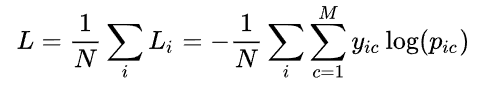 L = \frac{1}{N} \sum_{i} L_i = -\frac{1}{N} \sum_{i} \sum_{c=1}^{M} y_{ic} \log(p_{ic})